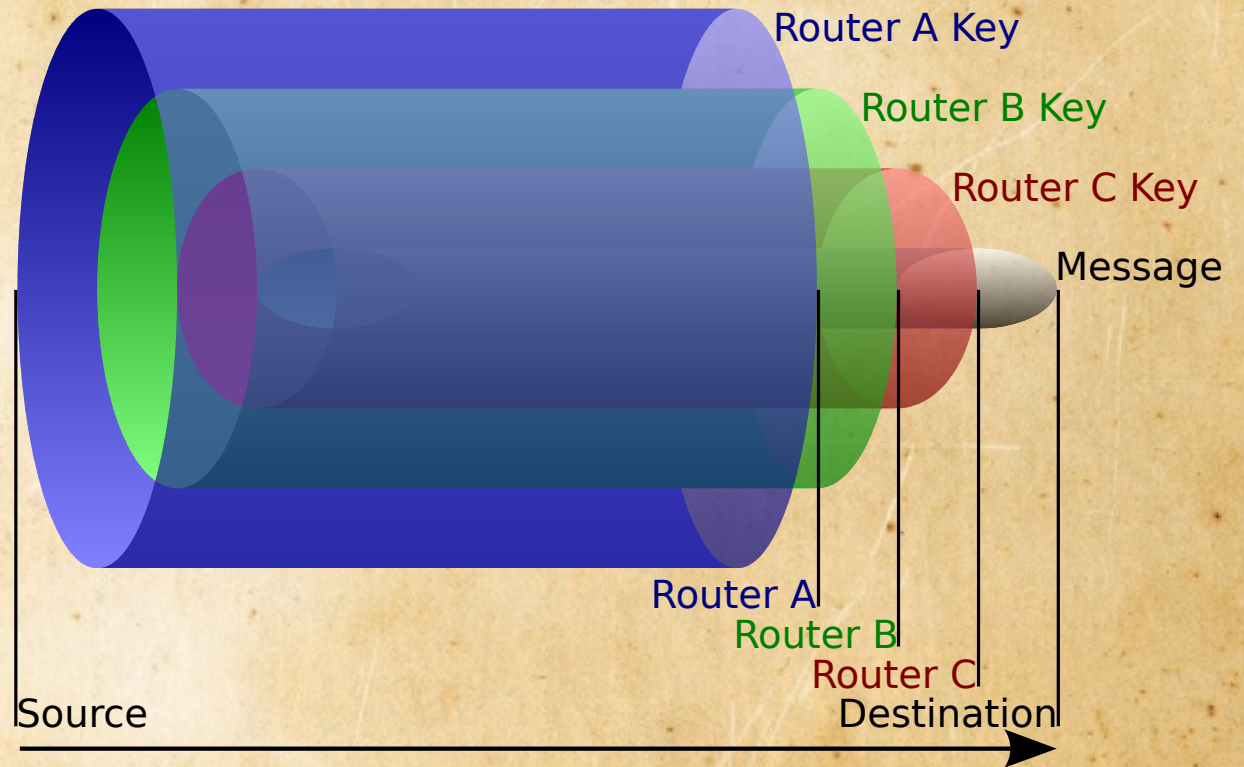 Router A Key
Router B Key
Router C Key
Message
Router A
Router B
Router C
Source
Destination